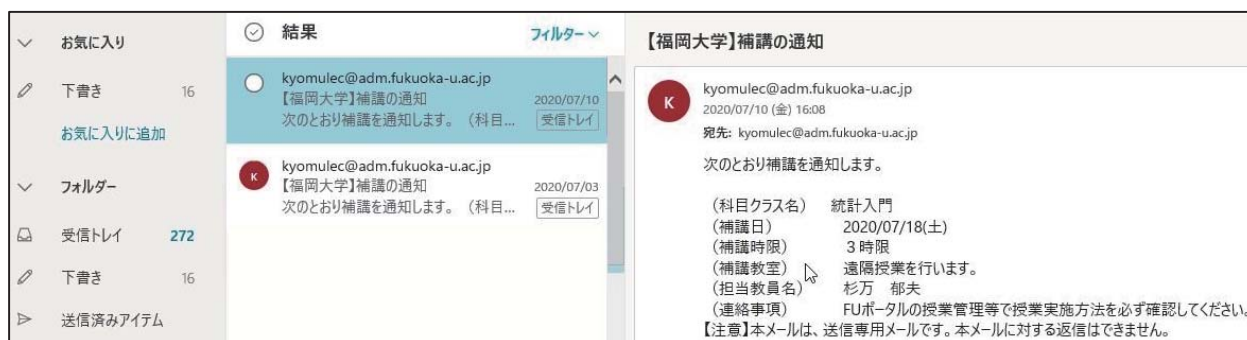 お気に入り
下書き 16
お気に入りに追加
フォルダー
受信トレイ 272
下書き 16
送信済みアイテム
結果 フィルター
kyomulec@adm.fukuoka-u.ac.jp
【福岡大学】補講の通知 2020/07/10
次のとおり補講を通知します。 （科目... 受信トレイ
K
kyomulec@adm.fukuoka-u.ac.jp
【福岡大学】補講の通知 2020/07/03
次のとおり補講を通知します。 （科目... 受信トレイ
【福岡大学】補講の通知
K
kyomulec@adm.fukuoka-u.ac.jp
2020/07/10 (金) 16:08
宛先: kyomulec@adm.fukuoka-u.ac.jp
次のとおり補講を通知します。
（科目クラス名） 統計入門
（補講日） 2020/07/18(土)
（補講時限） ３時限
（補講教室） 遠隔授業を行います。
（担当教員名） 杉万 郁夫
（連絡事項） FUポータルの授業管理等で授業実施方法を必ず確認してください。
【注意】本メールは、送信専用メールです。本メールに対する返信はできません。